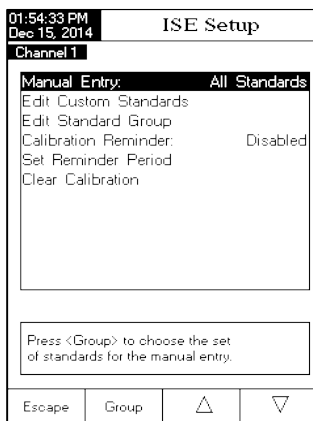 01:54:33 PM
Dec 15, 2014
ISE Setup
Channel 1
Manual Entry: All Standards
Edit Custom Standards
Edit Standard Group
Calibration Reminder: Disabled
Set Reminder Period
Clear Calibration
Press <Group> to choose the set
of standards for the manual entry.
Escape Group △ ▽